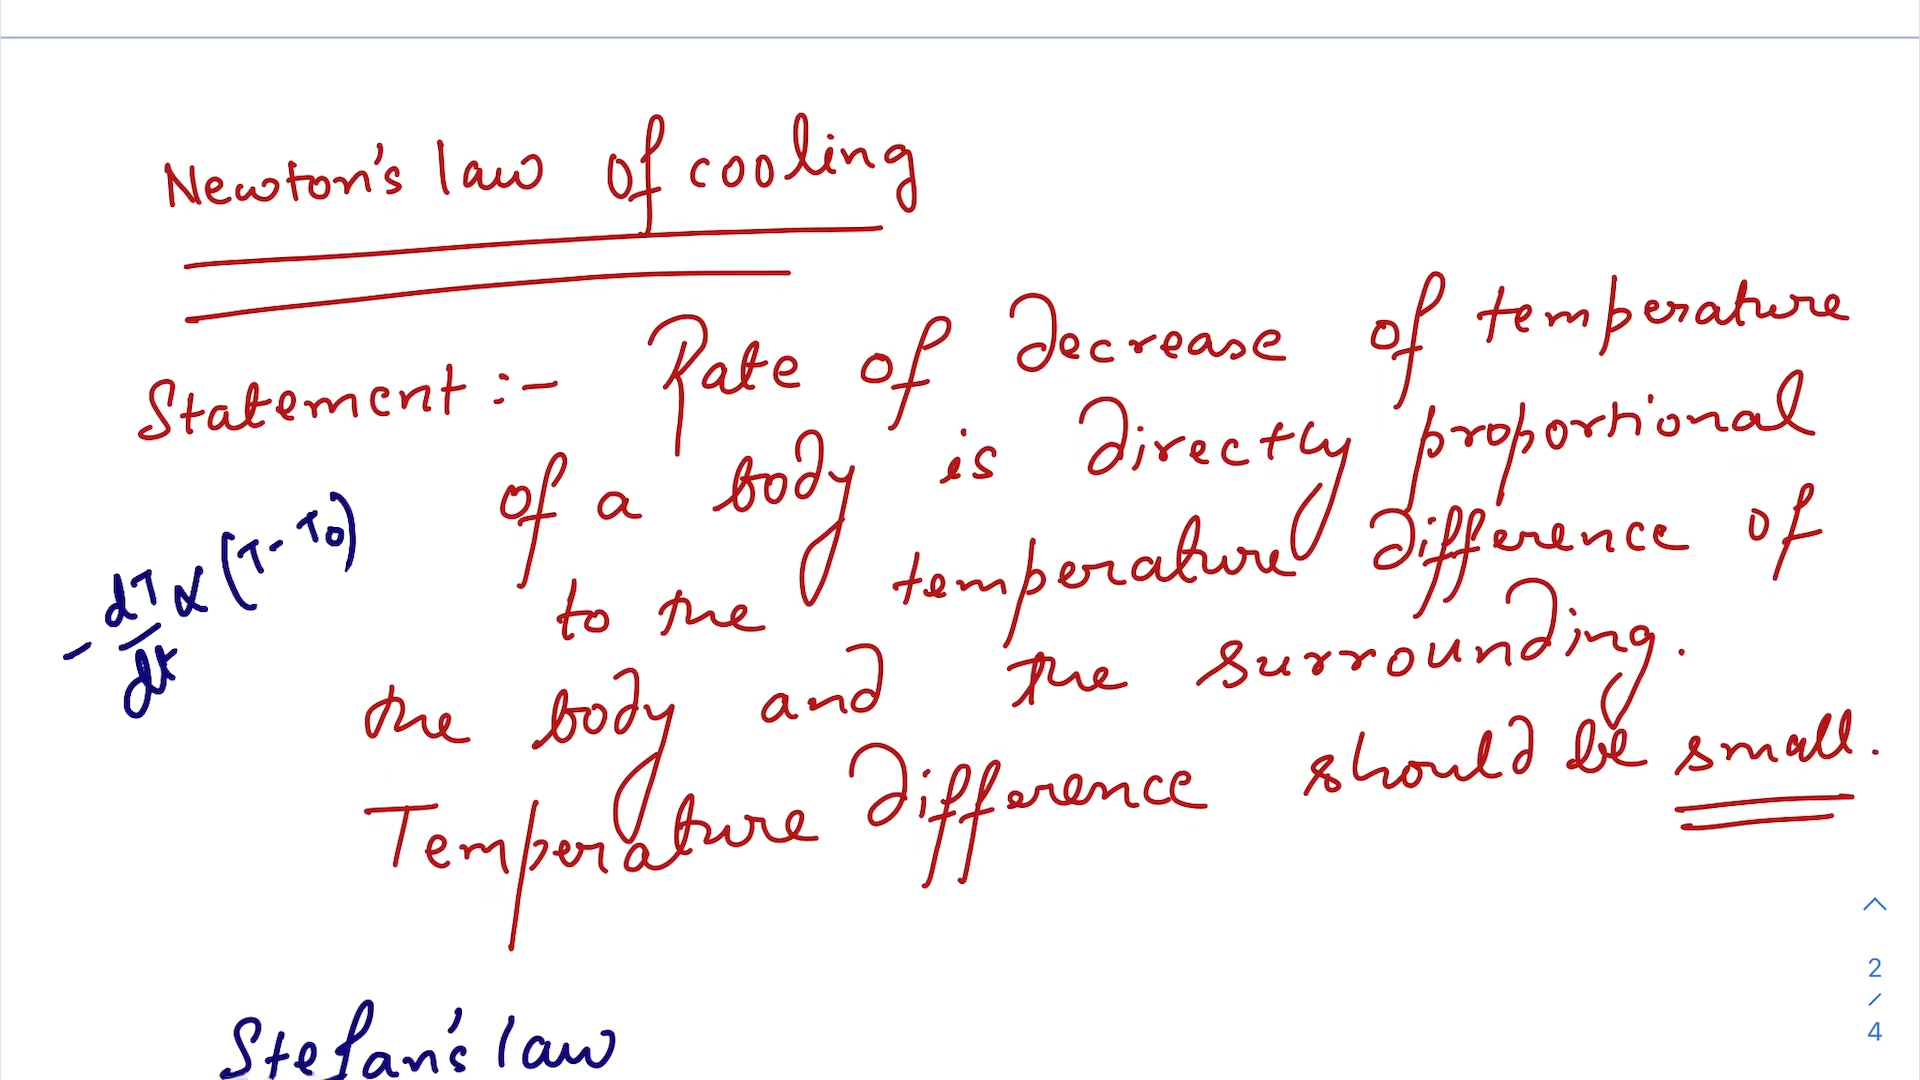 Newton's law of cooling
Statement :- Rate of decrease of temperature
of a body is directly proportional
to the temperature difference of
the body and the surrounding.
Temperature difference should be small.
- dT/dt ∝ (T - T₀)
Stefan's law
2
/
4